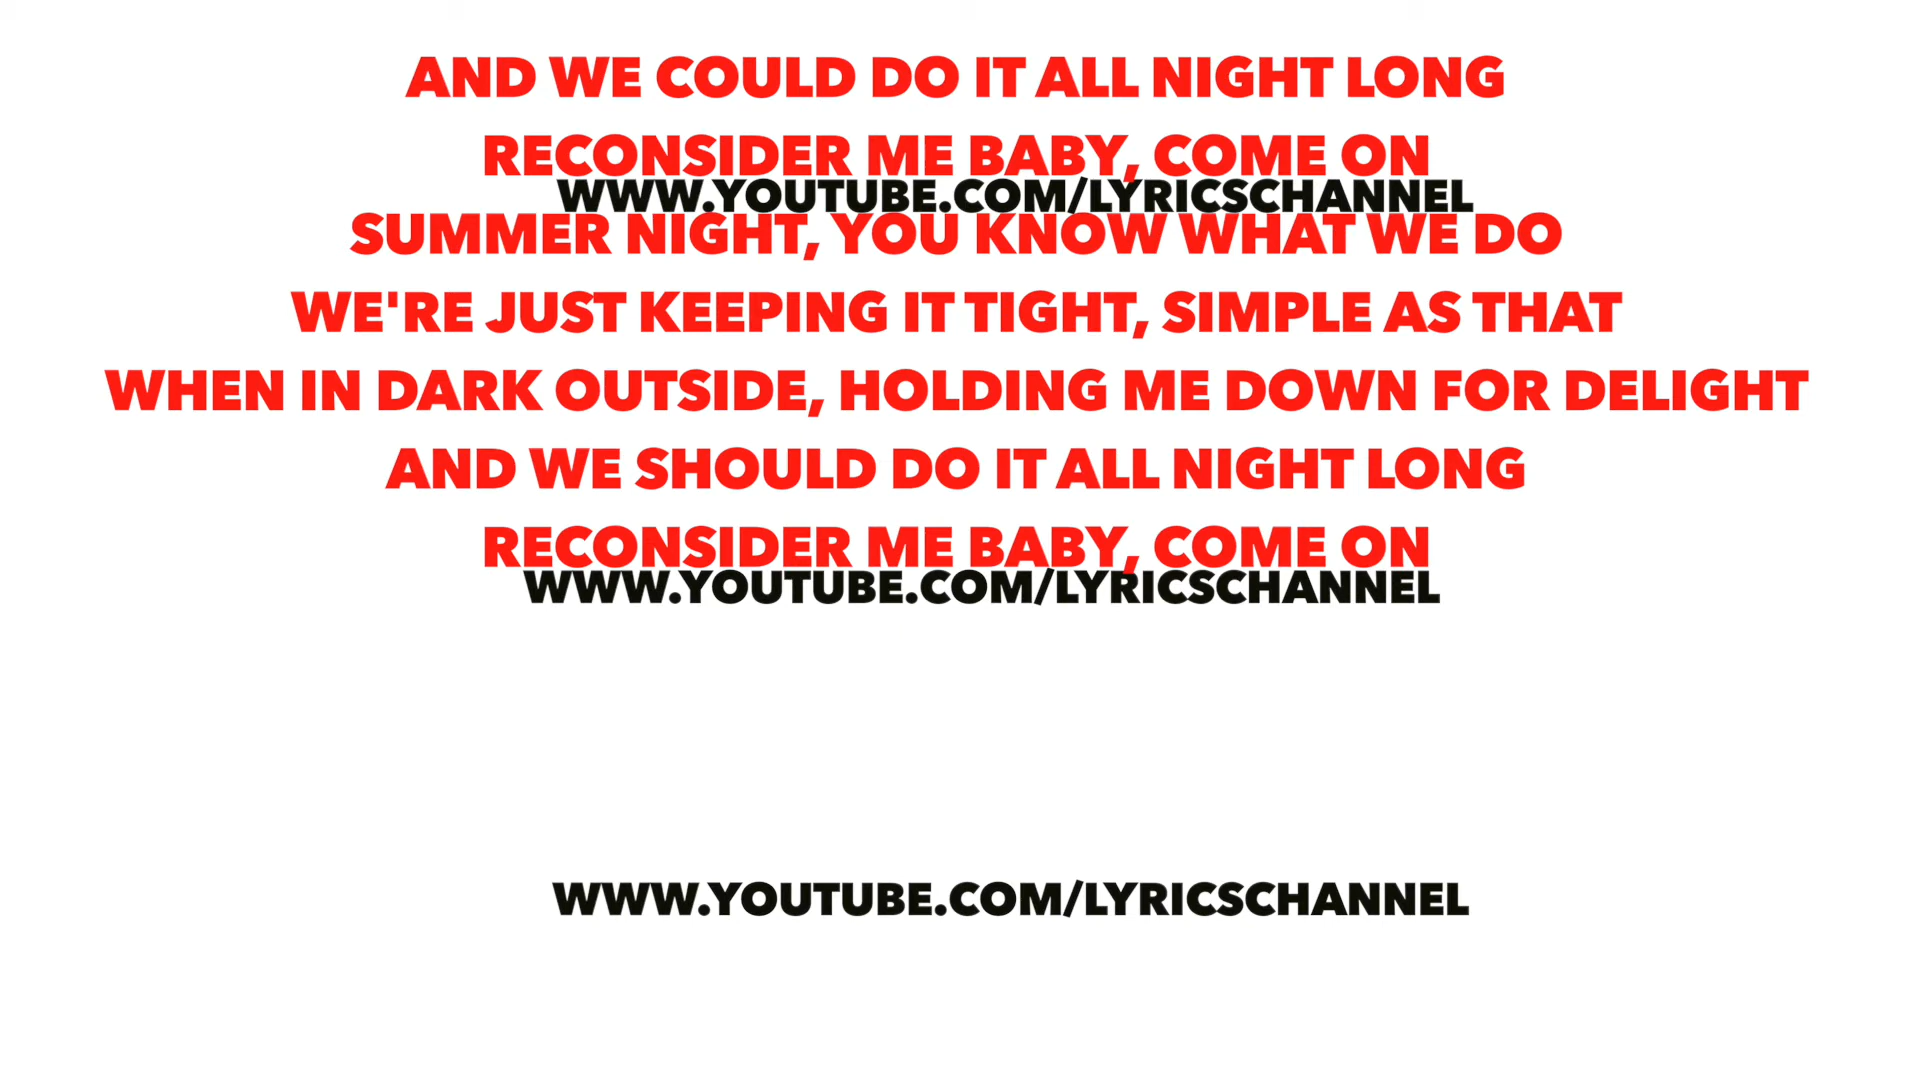 AND WE COULD DO IT ALL NIGHT LONG
RECONSIDER ME BABY, COME ON
WWW.YOUTUBE.COM/LYRICSCHANNEL
SUMMER NIGHT, YOU KNOW WHAT WE DO
WE'RE JUST KEEPING IT TIGHT, SIMPLE AS THAT
WHEN IN DARK OUTSIDE, HOLDING ME DOWN FOR DELIGHT
AND WE SHOULD DO IT ALL NIGHT LONG
RECONSIDER ME BABY, COME ON
WWW.YOUTUBE.COM/LYRICSCHANNEL
WWW.YOUTUBE.COM/LYRICSCHANNEL